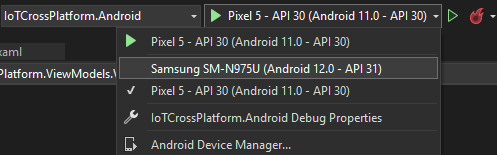 IoTCrossPlatform.Android
Pixel 5 - API 30 (Android 11.0 - API 30)
Pixel 5 - API 30 (Android 11.0 - API 30)
xaml
Samsung SM-N975U (Android 12.0 - API 31)
Platform.ViewModels.
Pixel 5 - API 30 (Android 11.0 - API 30)
IoTCrossPlatform.Android Debug Properties
Android Device Manager...